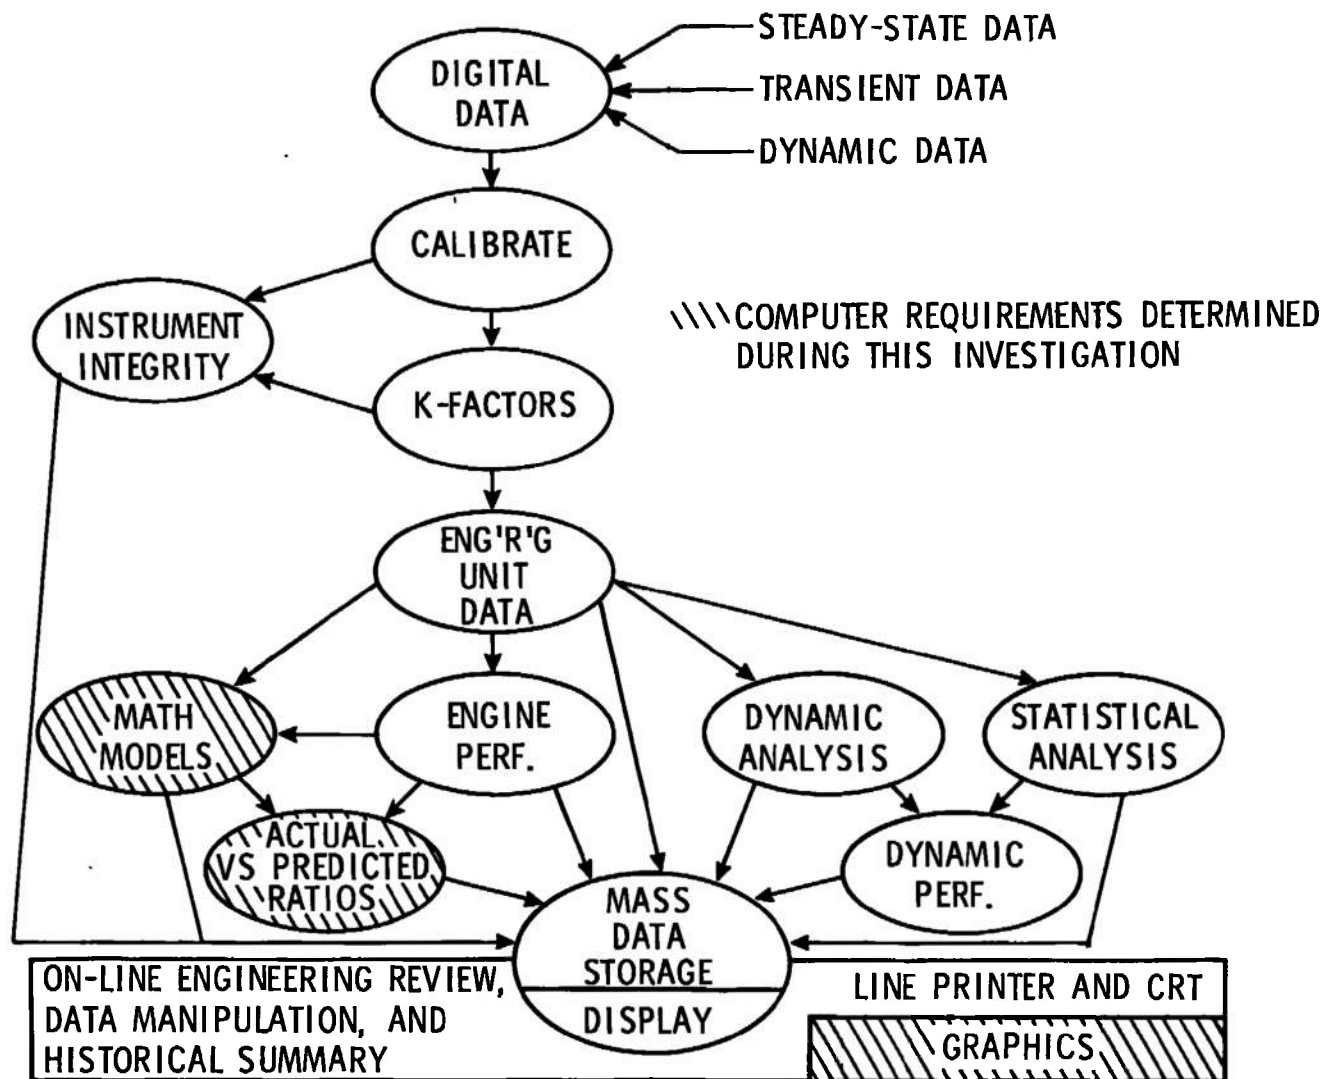 STEADY-STATE DATA
DIGITAL
DATA
TRANSIENT DATA
DYNAMIC DATA
CALIBRATE
INSTRUMENT
INTEGRITY
COMPUTER REQUIREMENTS DETERMINED
DURING THIS INVESTIGATION
K-FACTORS
ENG'R'G
UNIT
DATA
MATH
MODELS
ENGINE
PERF.
DYNAMIC
ANALYSIS
STATISTICAL
ANALYSIS
ACTUAL
VS PREDICTED
RATIOS
DYNAMIC
PERF.
MASS
DATA
STORAGE
DISPLAY
ON-LINE ENGINEERING REVIEW,
DATA MANIPULATION, AND
HISTORICAL SUMMARY
LINE PRINTER AND CRT
GRAPHICS